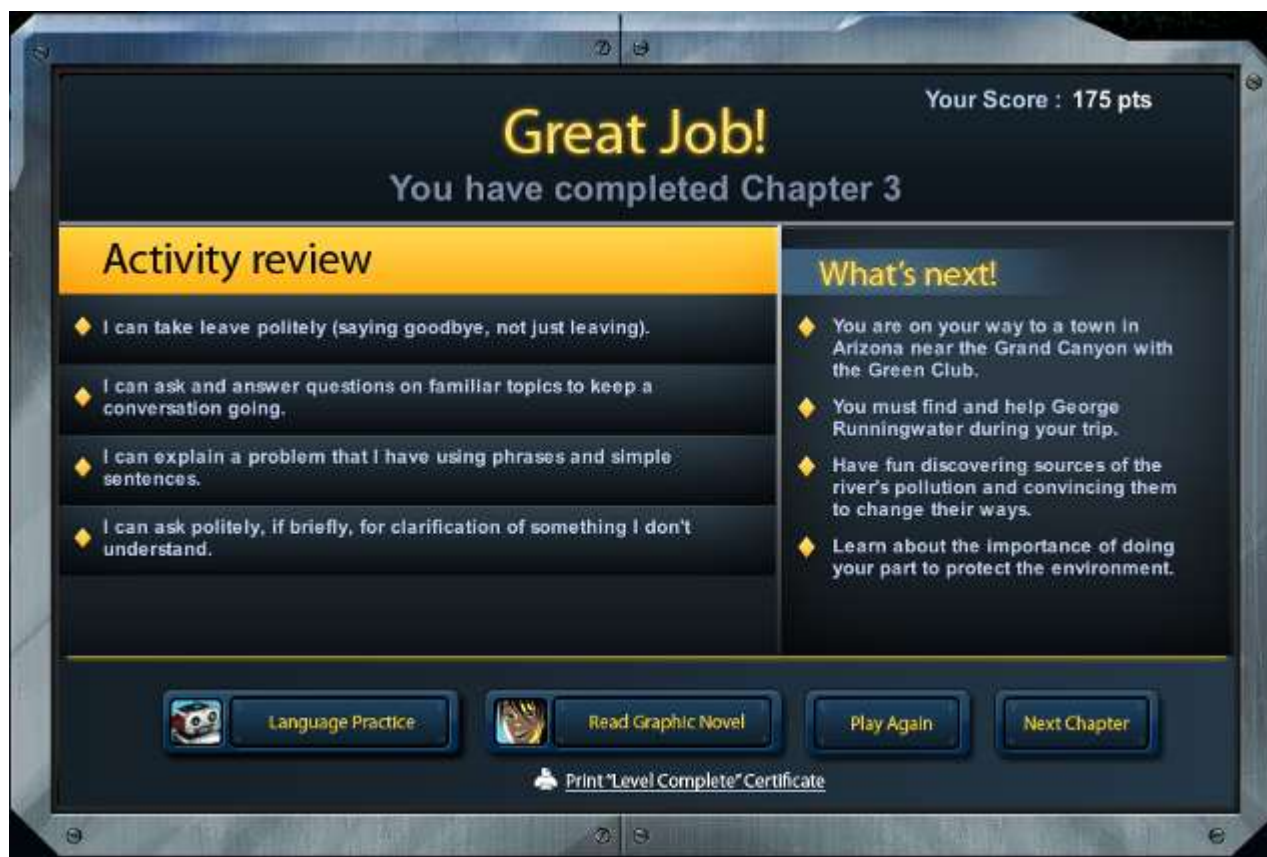 Your Score : 175 pts
Great Job!
You have completed Chapter 3
Activity review
I can take leave politely (saying goodbye, not just leaving).
I can ask and answer questions on familiar topics to keep a
conversation going.
I can explain a problem that I have using phrases and simple
sentences.
I can ask politely, if briefly, for clarification of something I don't
understand.
What's next!
You are on your way to a town in
Arizona near the Grand Canyon with
the Green Club.
You must find and help George
Runningwater during your trip.
Have fun discovering sources of the
river's pollution and convincing them
to change their ways.
Learn about the importance of doing
your part to protect the environment.
Language Practice
Read Graphic Novel
Play Again
Next Chapter
Print "Level Complete" Certificate